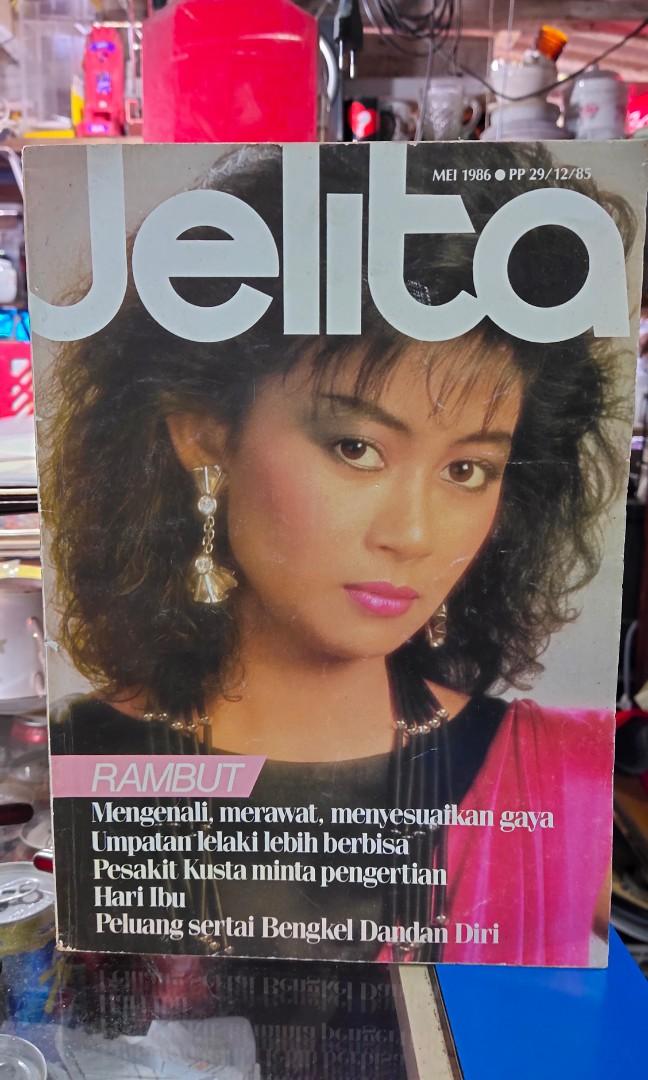 MEI 1986 ● PP 29/12/85
Jelita
RAMBUT
Mengenali, merawat, menyesuaikan gaya
Umpatan lelaki lebih berbisa
Pesakit Kusta minta pengertian
Hari Ibu
Peluang sertai Bengkel Dandan Diri